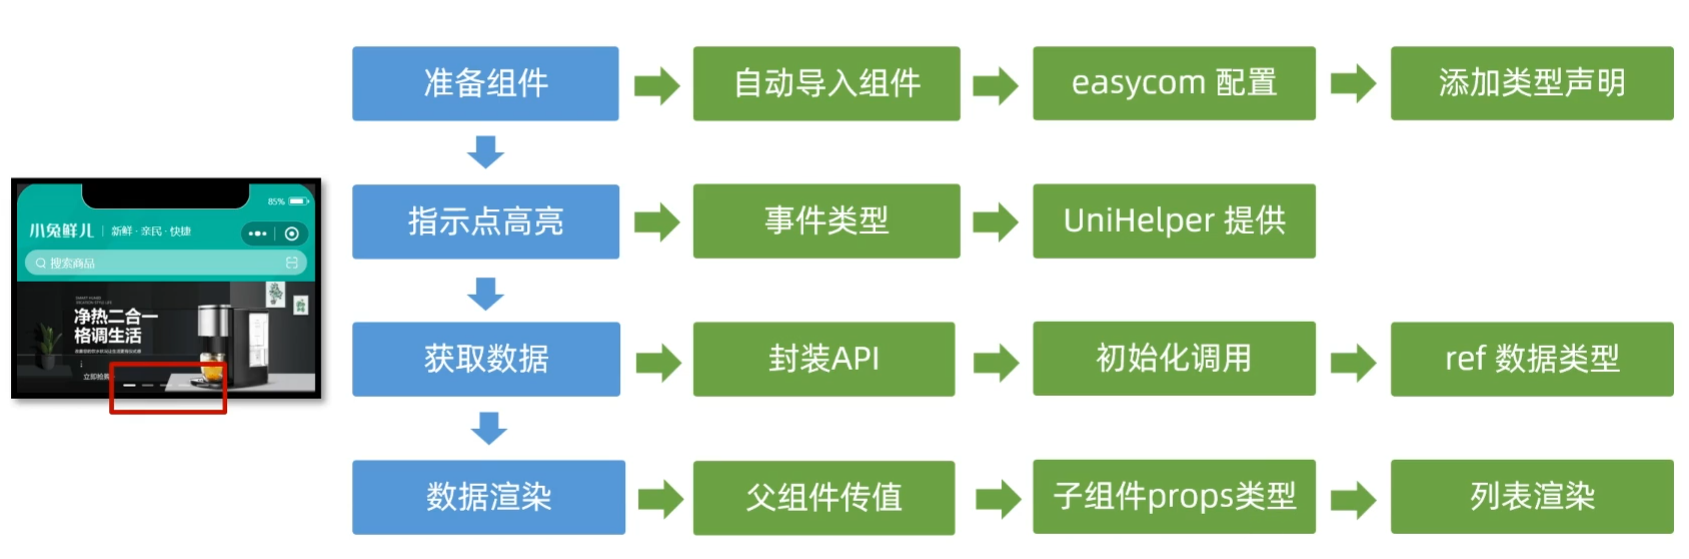 准备组件
自动导入组件
easycom 配置
添加类型声明
指示点高亮
事件类型
UniHelper 提供
获取数据
封装API
初始化调用
ref 数据类型
数据渲染
父组件传值
子组件props类型
列表渲染
85%
小兔鲜儿
新鲜·亲民·快捷
搜索商品
净热二合一
格调生活
立即抢购